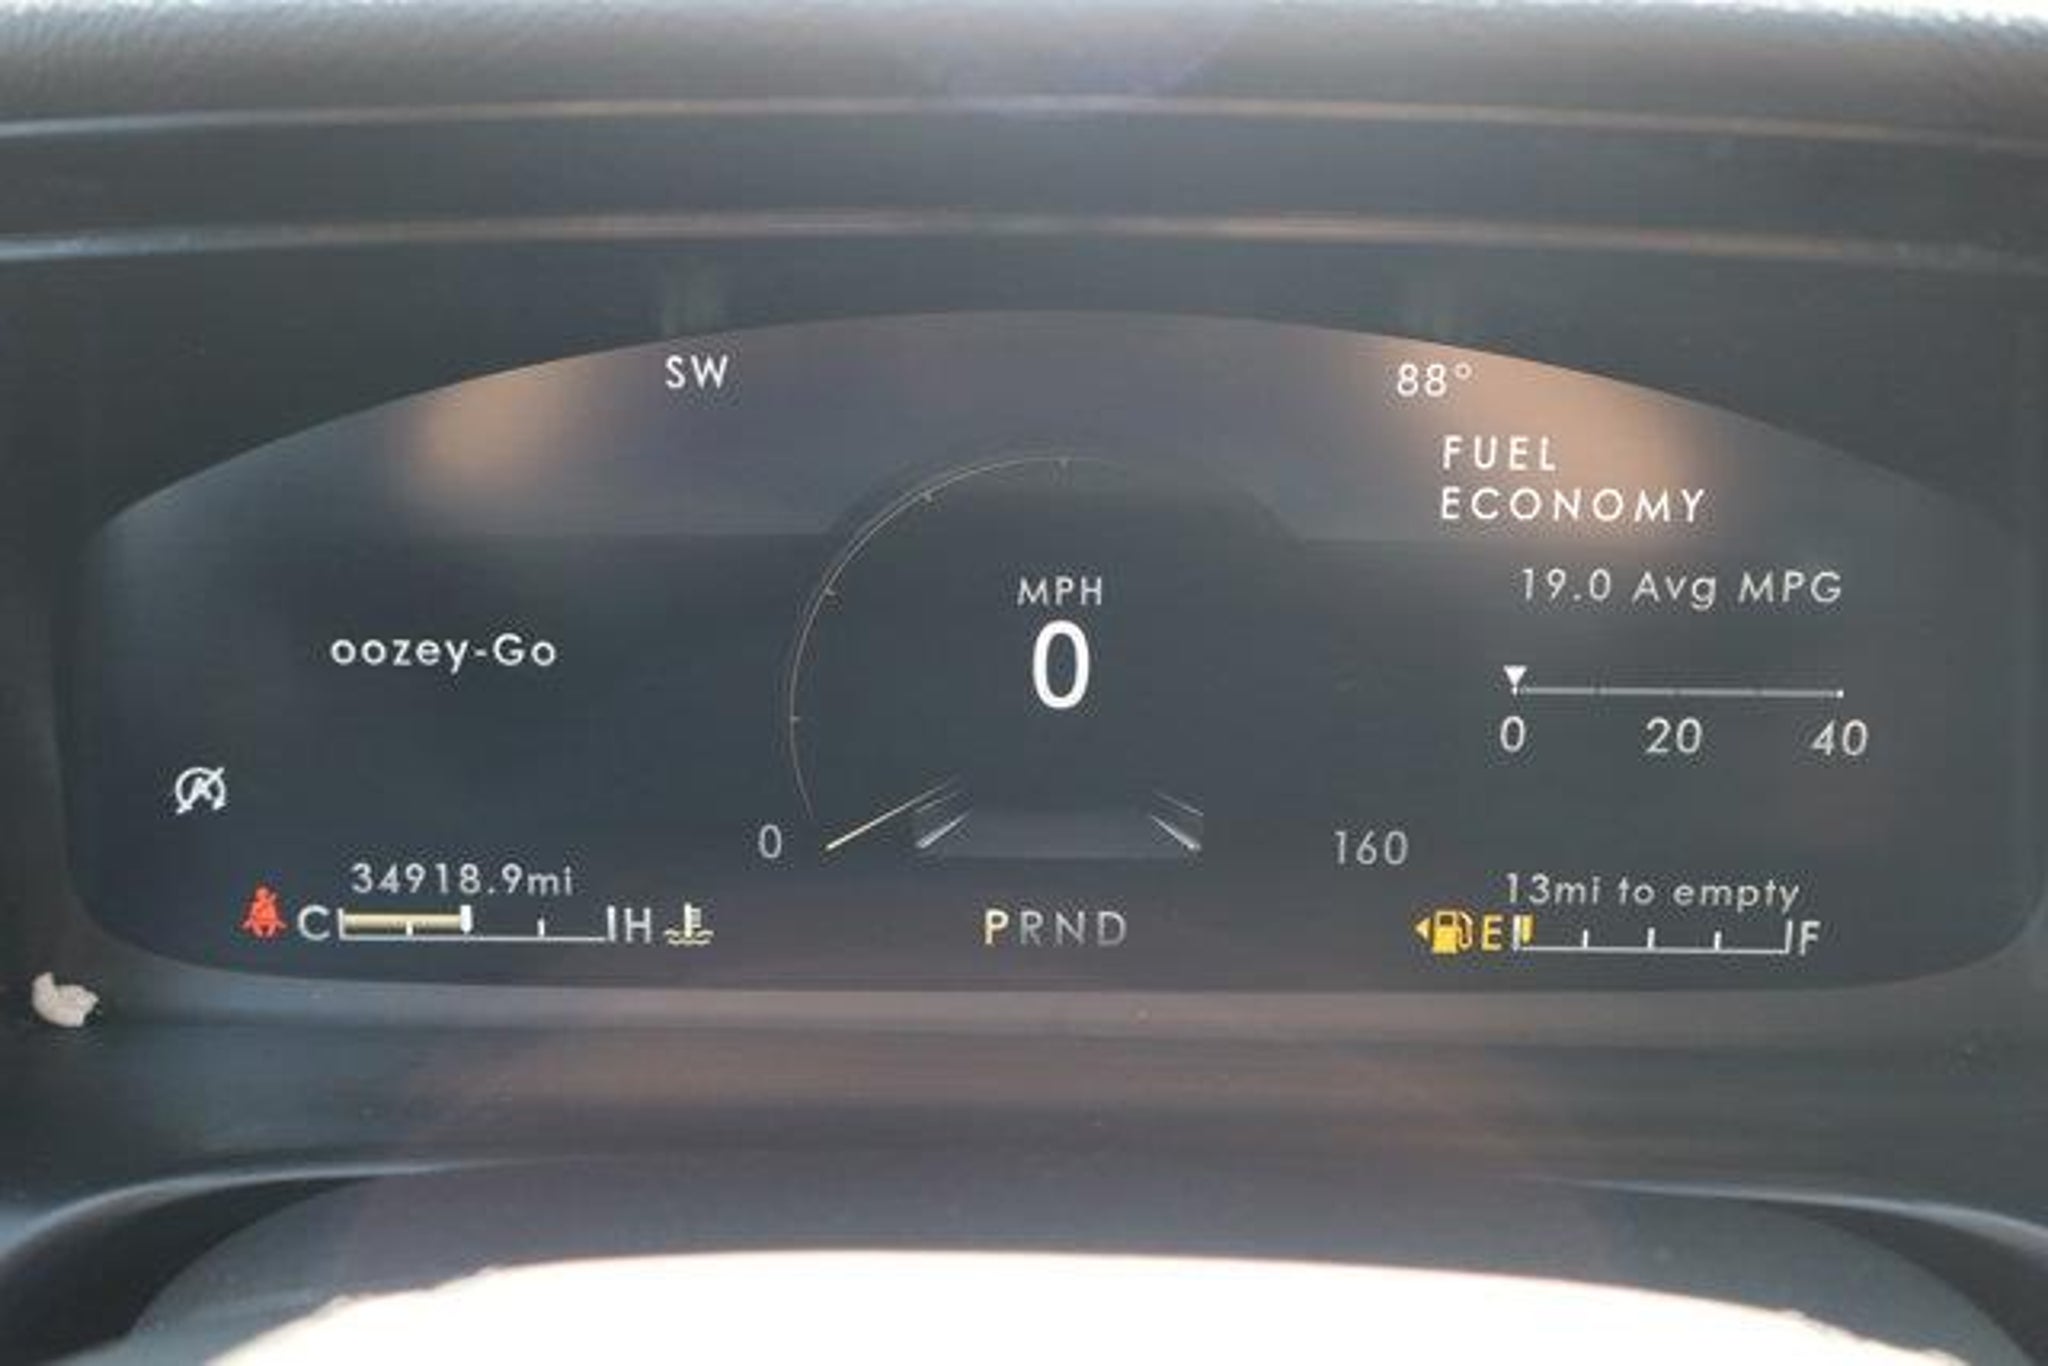 SW
88°
FUEL
ECONOMY
19.0 Avg MPG
MPH
0
oozey-Go
0 20 40
0
160
34918.9mi
13mi to empty
C H
PRND
E F